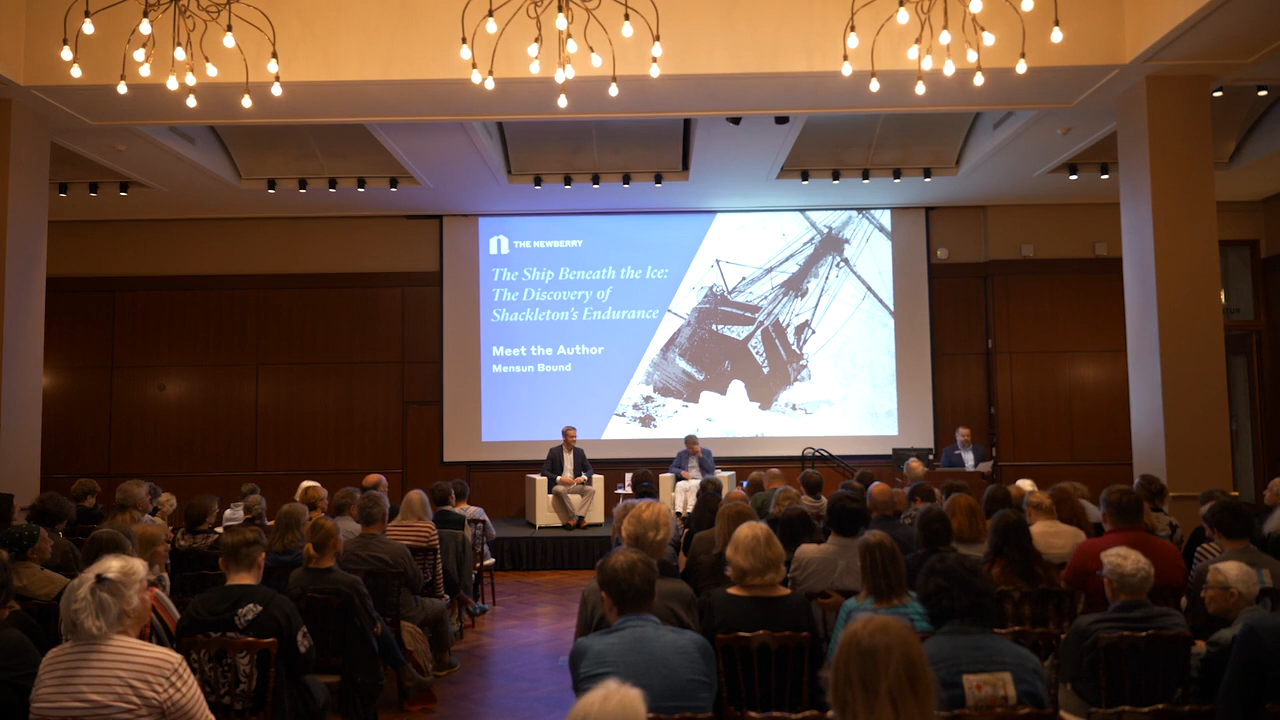 THE NEWBERRY
The Ship Beneath the Ice:
The Discovery of
Shackleton's Endurance
Meet the Author
Mensun Bound